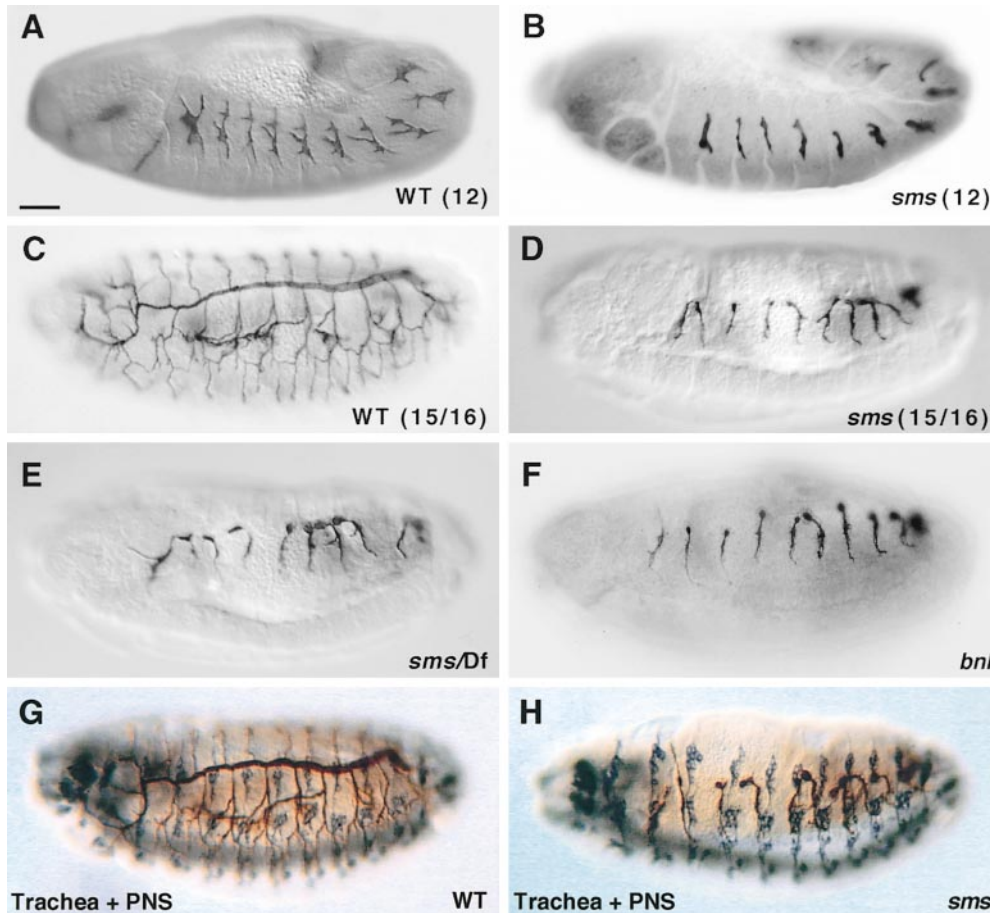 A
WT (12)
B
sms (12)
C
WT (15/16)
D
sms (15/16)
E
sms/Df
F
bnl
G
Trachea + PNS
WT
H
Trachea + PNS
sms